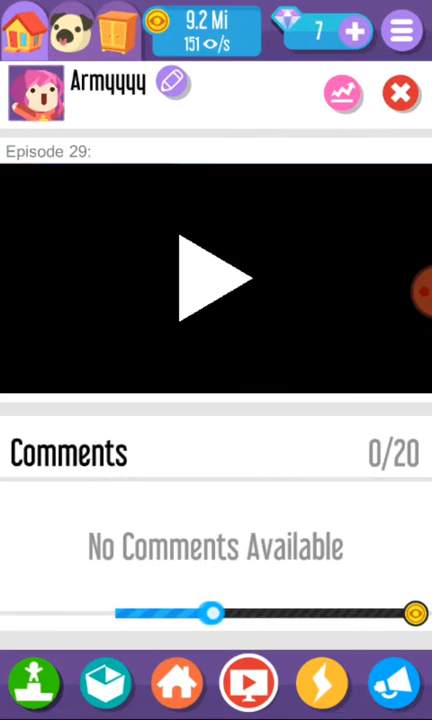 9.2 Mi
151 /s
7
Armyyyy
Episode 29:
Comments
0/20
No Comments Available